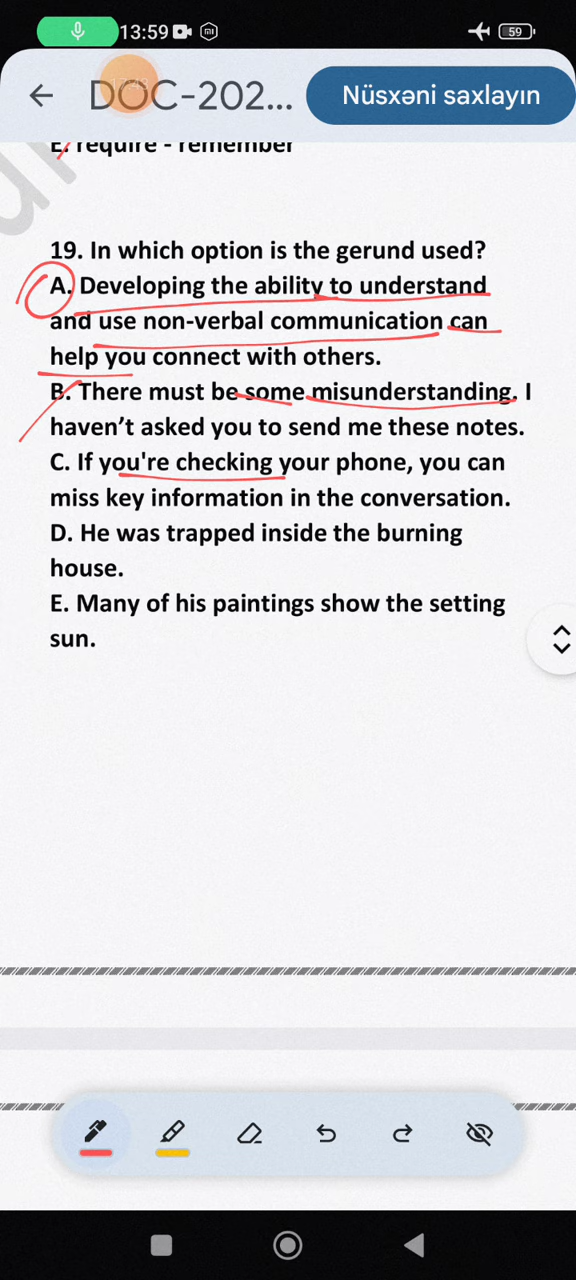 13:59
59
DOC-202...
Nüsxəni saxlayın
E. require - remember
19. In which option is the gerund used?
A. Developing the ability to understand
and use non-verbal communication can
help you connect with others.
B. There must be some misunderstanding. I
haven't asked you to send me these notes.
C. If you're checking your phone, you can
miss key information in the conversation.
D. He was trapped inside the burning
house.
E. Many of his paintings show the setting
sun.